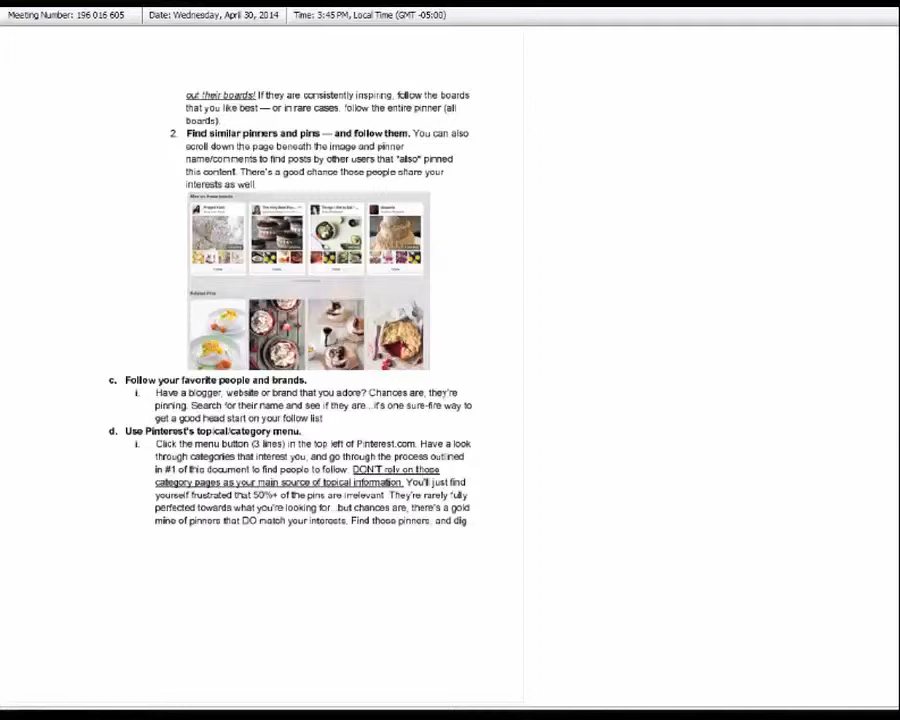 Meeting Number: 196 016 605 Date: Wednesday, April 30, 2014 Time: 3:45 PM, Local Time (GMT -05:00)
out their boards! If they are consistently inspiring, follow the boards
that you like best — or in rare cases, follow the entire pinner (all
boards).
2. Find similar pinners and pins — and follow them. You can also
scroll down the page beneath the image and pinner
name/comments to find posts by other users that "also" pinned
this content. There's a good chance those people share your
interests as well.
Related Pins
c. Follow your favorite people and brands.
i. Have a blogger, website or brand that you adore? Chances are, they're
pinning. Search for their name and see if they are...it's one sure-fire way to
get a good head start on your follow list
d. Use Pinterest's topical/category menu.
i. Click the menu button (3 lines) in the top left of Pinterest.com. Have a look
through categories that interest you, and go through the process outlined
in #1 of this document to find people to follow. DON'T rely on those
category pages as your main source of topical information. You'll just find
yourself frustrated that 50%+ of the pins are irrelevant. They're rarely fully
perfected towards what you're looking for...but chances are, there's a gold
mine of pinners that DO match your interests. Find those pinners, and dig